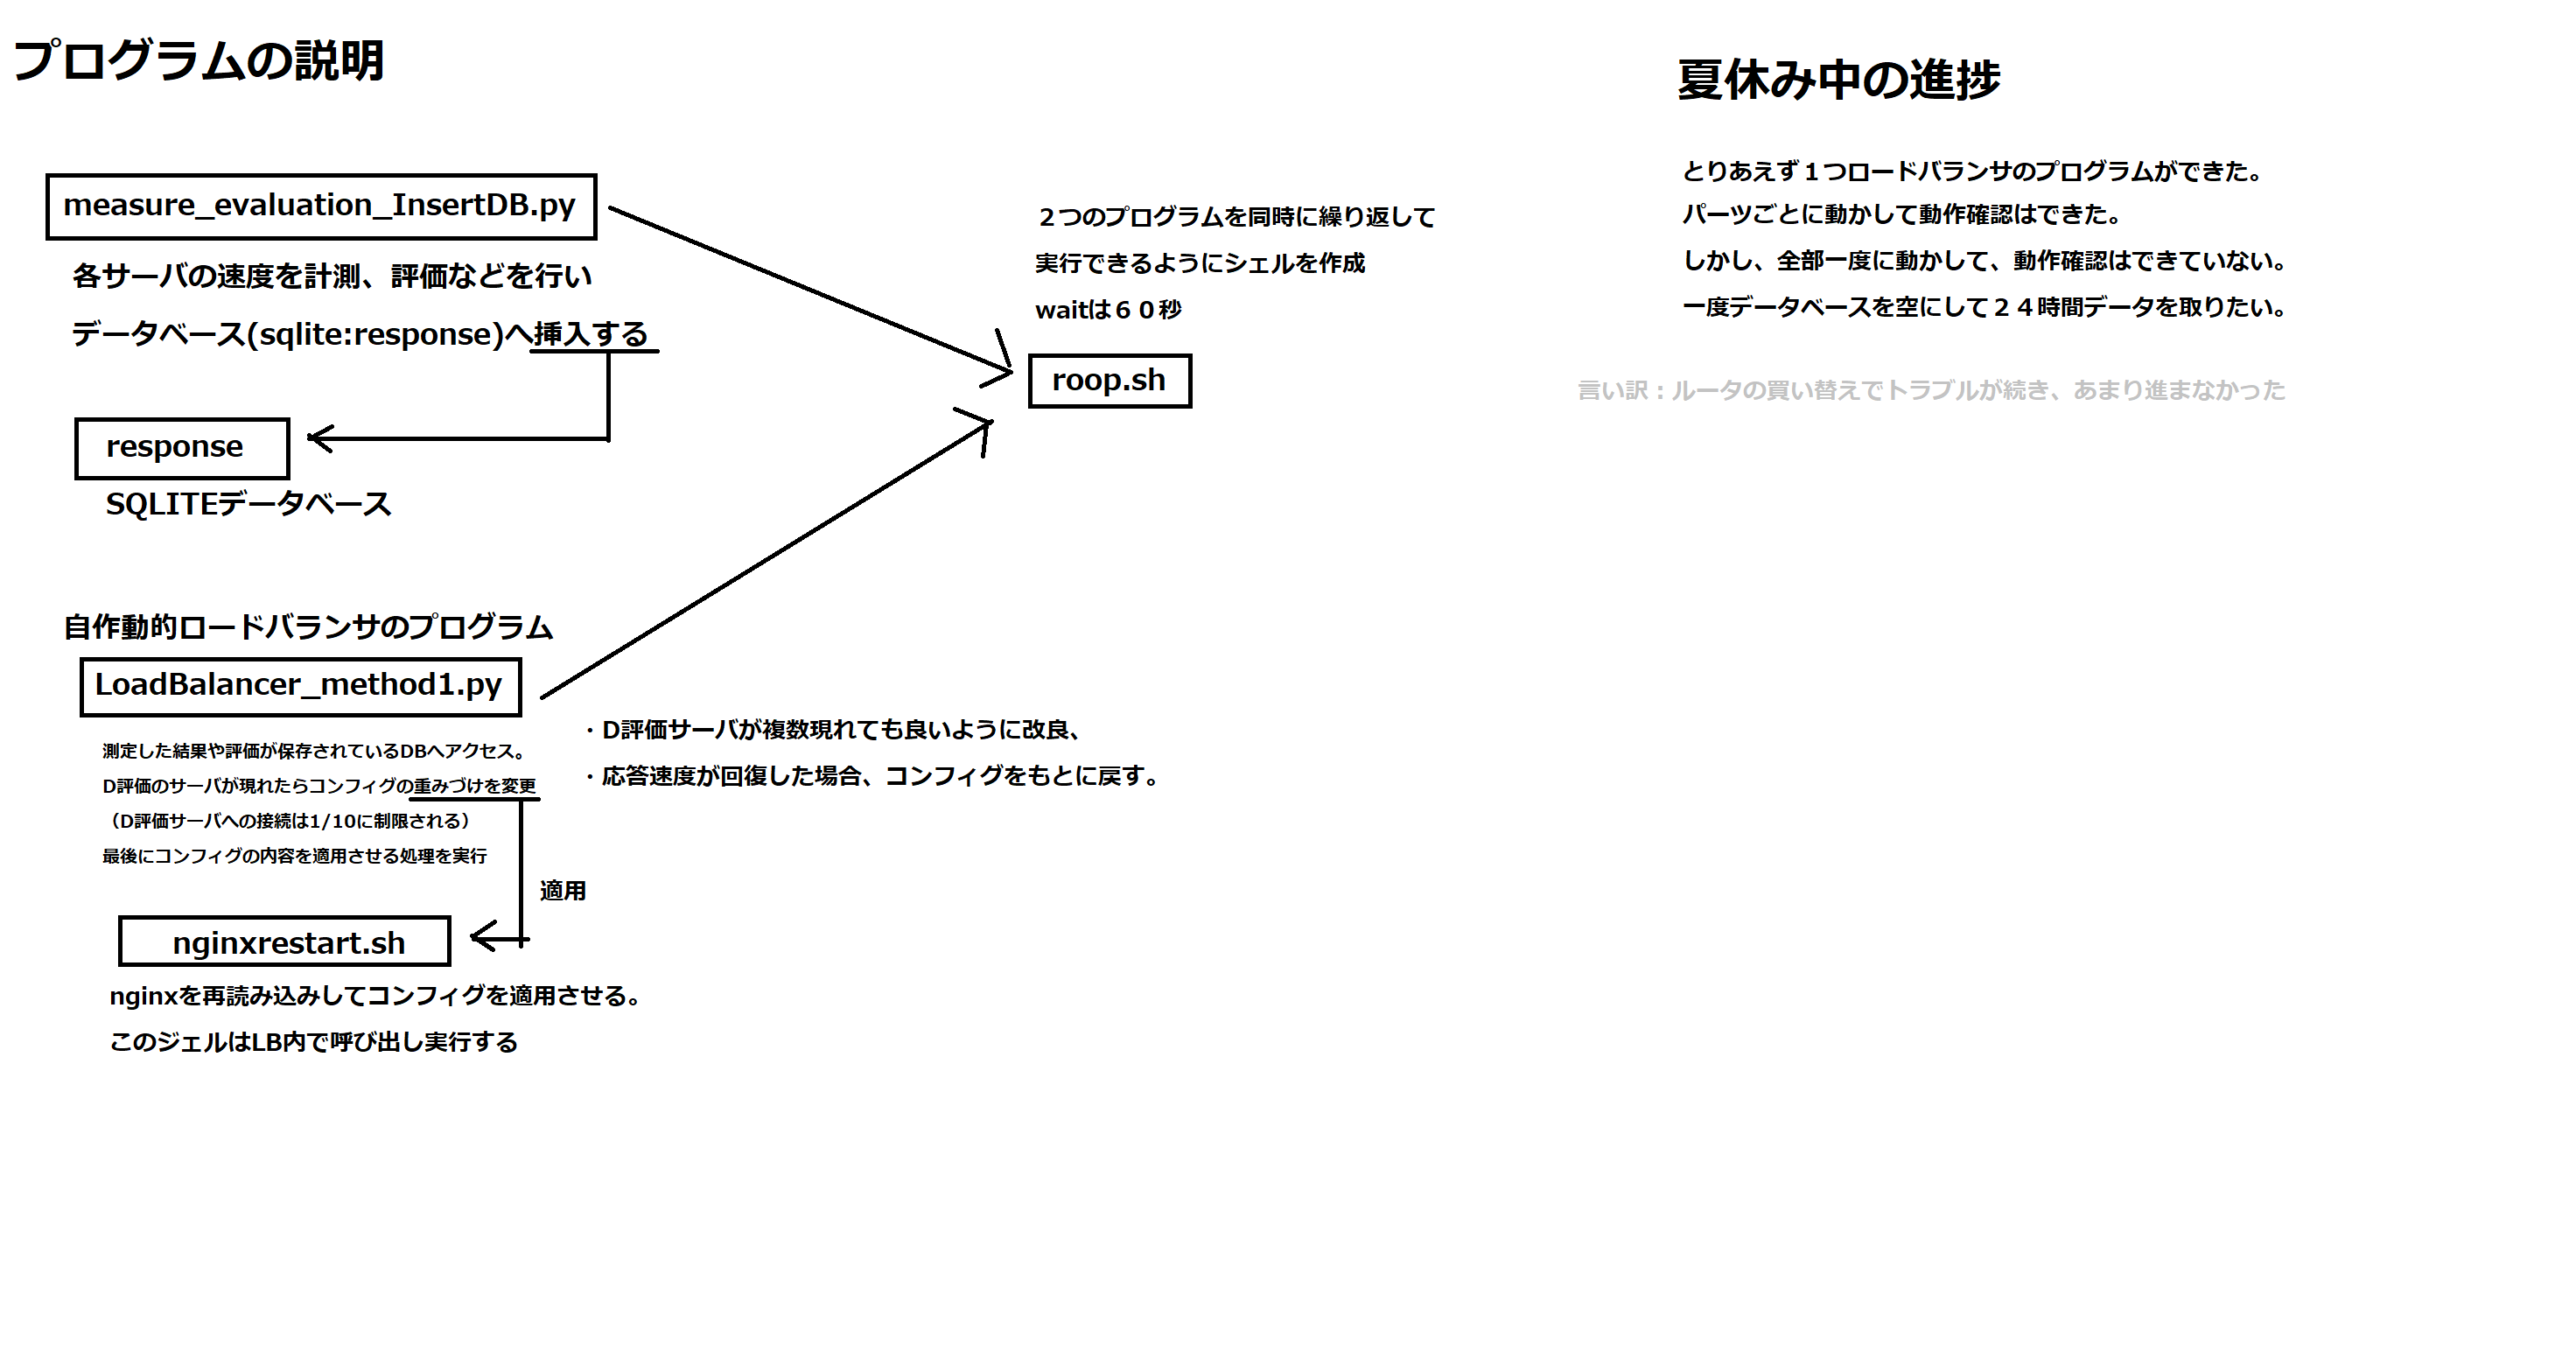 プログラムの説明
measure_evaluation_InsertDB.py
各サーバの速度を計測、評価などを行い
データベース(sqlite:response)へ挿入する
response
SQLITEデータベース
２つのプログラムを同時に繰り返して
実行できるようにシェルを作成
waitは６０秒
roop.sh
自作動的ロードバランサのプログラム
LoadBalancer_method1.py
測定した結果や評価が保存されているDBへアクセス。
D評価のサーバが現れたらコンフィグの重みづけを変更
（D評価サーバへの接続は1/10に制限される）
最後にコンフィグの内容を適用させる処理を実行
・D評価サーバが複数現れても良いように改良、
・応答速度が回復した場合、コンフィグをもとに戻す。
適用
nginxrestart.sh
nginxを再読み込みしてコンフィグを適用させる。
このジェルはLB内で呼び出し実行する
夏休み中の進捗
とりあえず１つロードバランサのプログラムができた。
パーツごとに動かして動作確認はできた。
しかし、全部一度に動かして、動作確認はできていない。
一度データベースを空にして２４時間データを取りたい。
言い訳：ルータの買い替えでトラブルが続き、あまり進まなかった